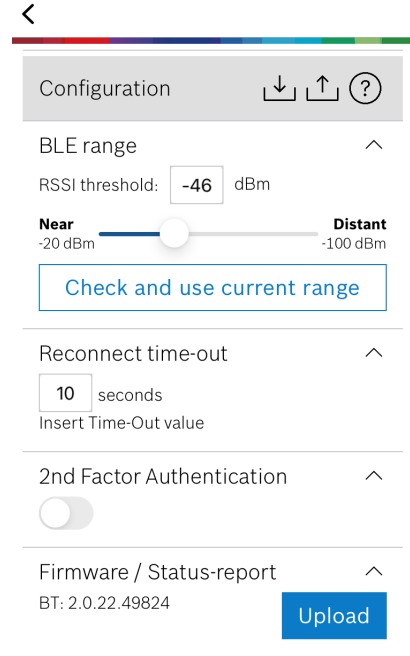 Configuration
BLE range
RSSI threshold: -46 dBm
Near Distant
-20 dBm -100 dBm
Check and use current range
Reconnect time-out
10 seconds
Insert Time-Out value
2nd Factor Authentication
Firmware / Status-report
BT: 2.0.22.49824
Upload